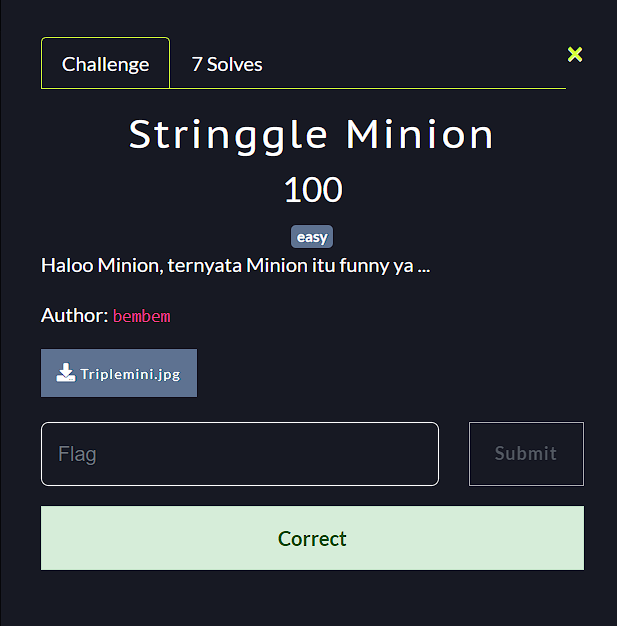 Challenge
7 Solves
×
Stringgle Minion
100
easy
Haloo Minion, ternyata Minion itu funny ya ...
Author: bembem
Triplemini.jpg
Flag
Submit
Correct